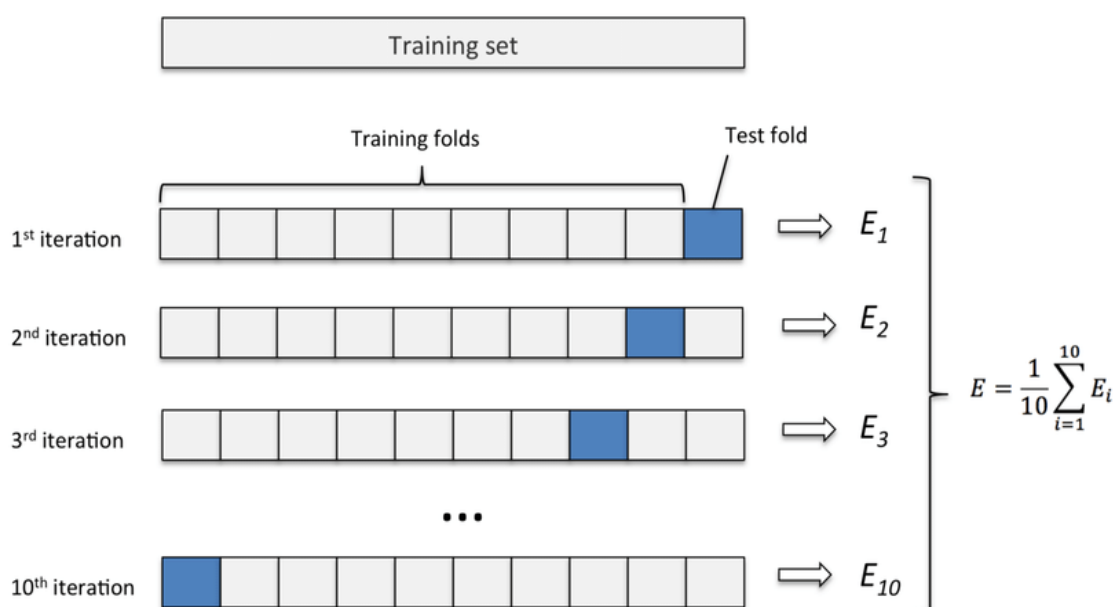 Training set
Training folds
Test fold
1st iteration
E1
2nd iteration
E2
3rd iteration
E3
E = 1/10 ∑_{i=1}^{10} E_i
...
10th iteration
E10